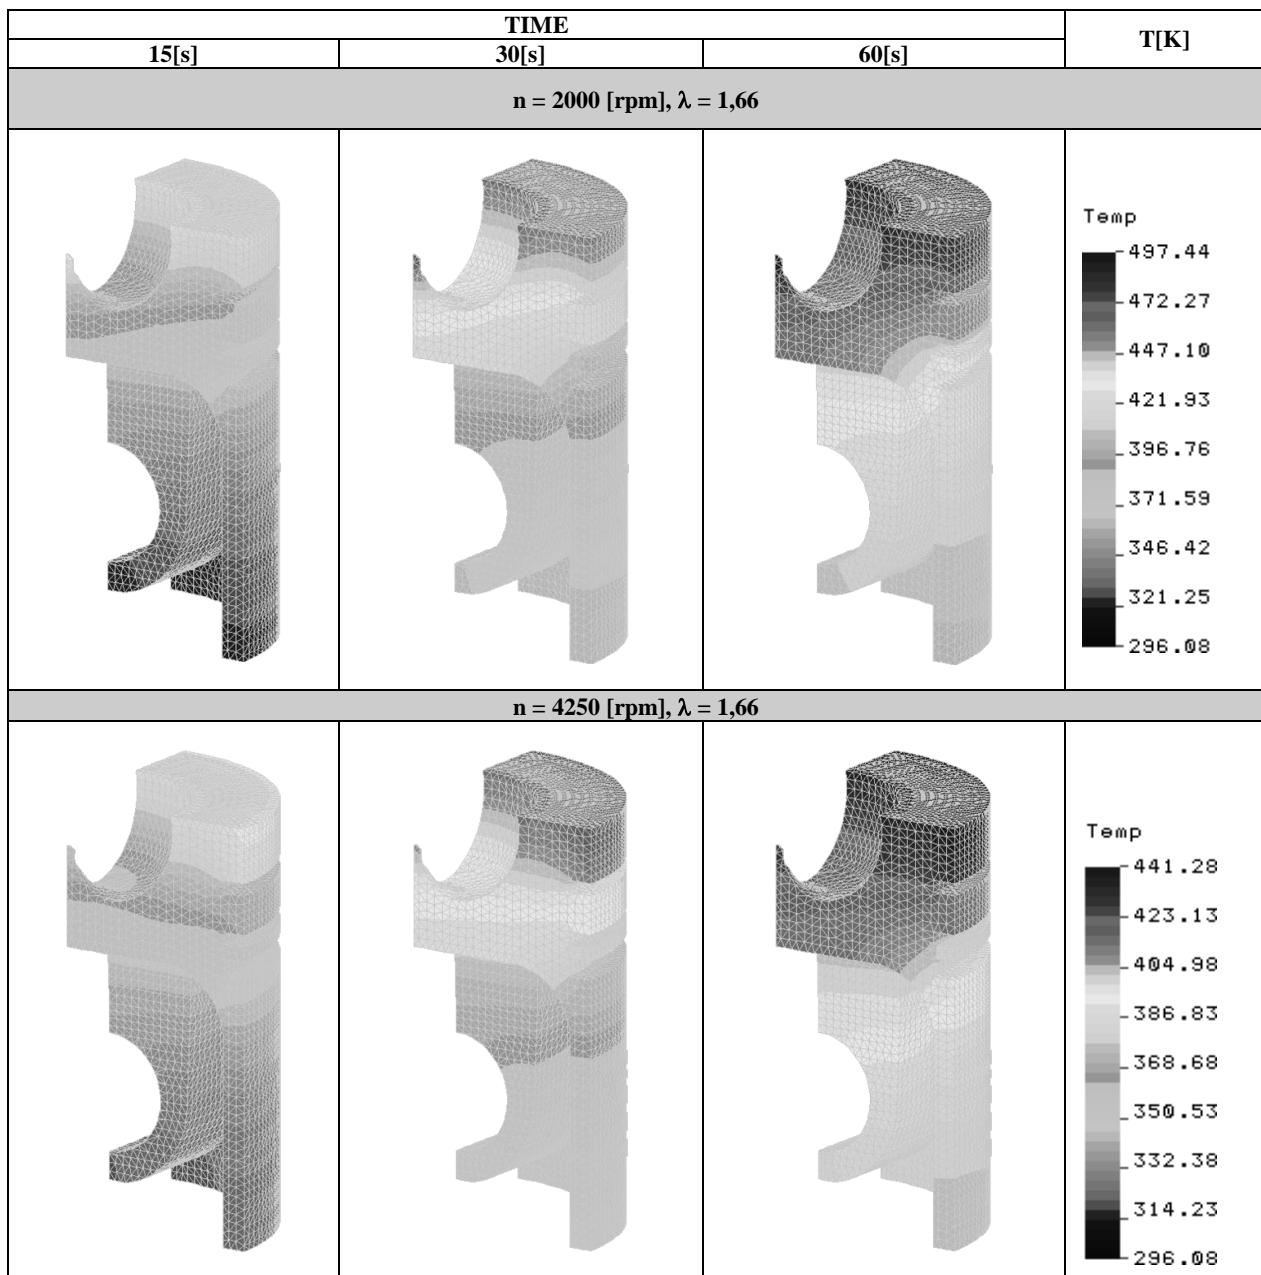 TIME
T[K]
15[s]
30[s]
60[s]
n = 2000 [rpm], λ = 1,66
Temp
497.44
472.27
447.10
421.93
396.76
371.59
346.42
321.25
296.08
n = 4250 [rpm], λ = 1,66
Temp
441.28
423.13
404.98
386.83
368.68
350.53
332.38
314.23
296.08